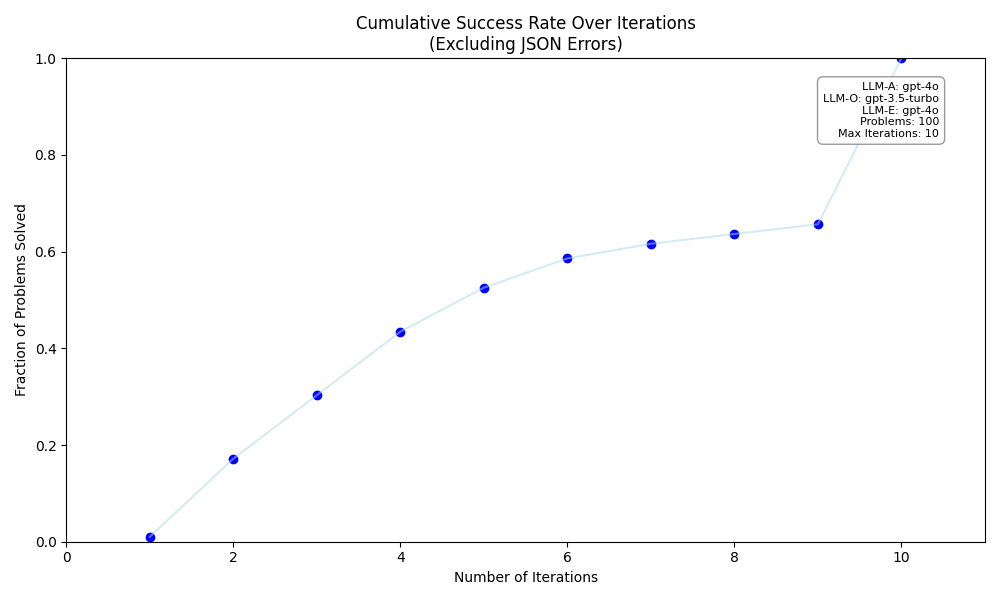 Cumulative Success Rate Over Iterations
(Excluding JSON Errors)
1.0
0.8
0.6
0.4
0.2
0.0
Fraction of Problems Solved
LLM-A: gpt-4o
LLM-O: gpt-3.5-turbo
LLM-E: gpt-4o
Problems: 100
Max Iterations: 10
0 2 4 6 8 10
Number of Iterations